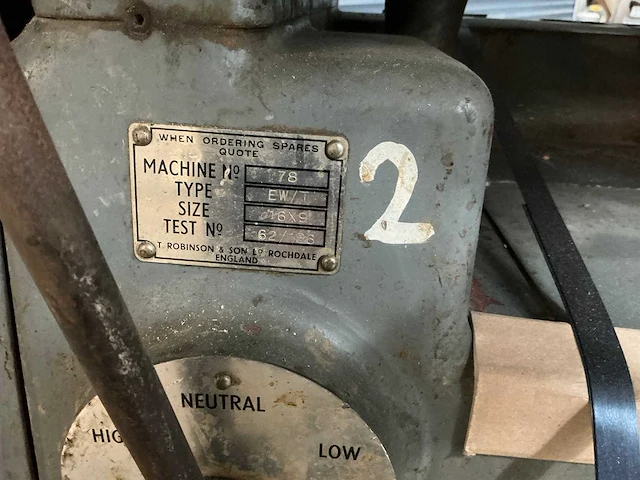 WHEN ORDERING SPARES
QUOTE
MACHINE Nº 78
TYPE EW/T
SIZE 16X9
TEST Nº
T. ROBINSON & SON LD ROCHDALE
ENGLAND
2
NEUTRAL
LOW